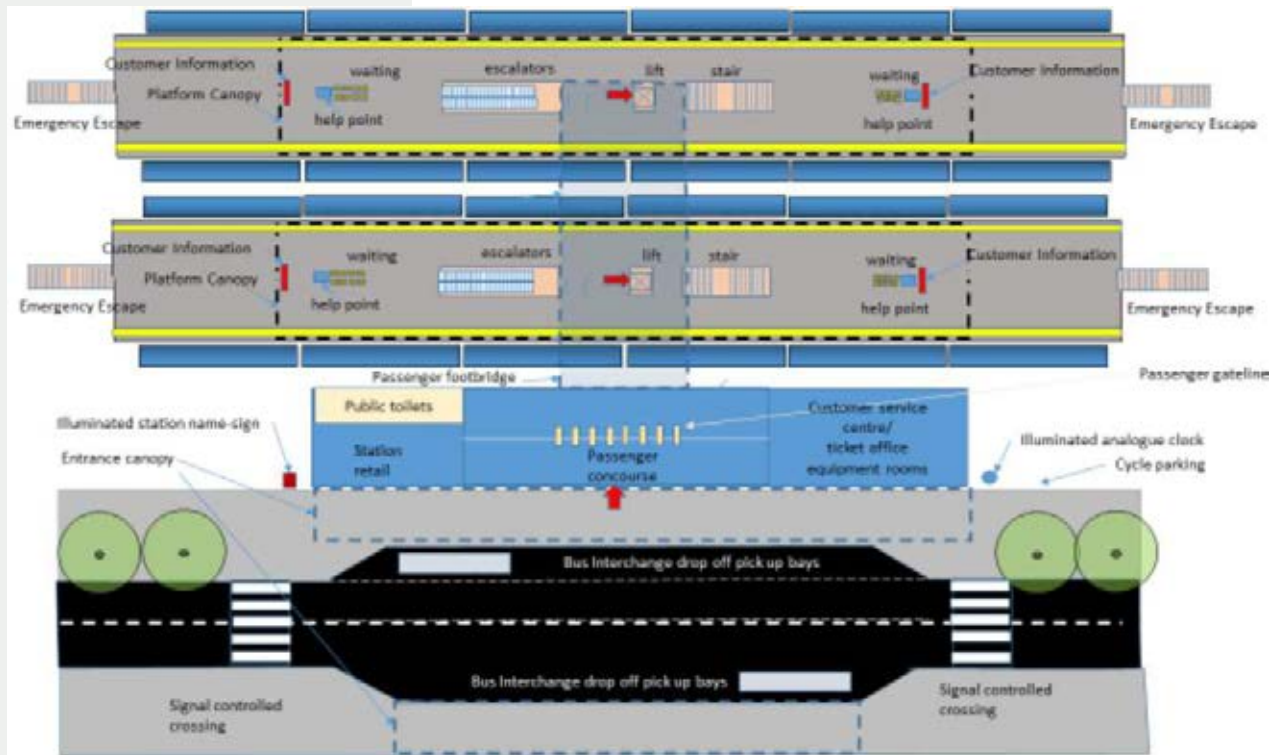 escalators
lift
stair
Customer Information
waiting
waiting
Customer Information
Platform Canopy
help point
help point
Emergency Escape
Emergency Escape
Customer Information
waiting
escalators
lift
stair
waiting
Customer Information
Platform Canopy
help point
help point
Emergency Escape
Emergency Escape
Passenger footbridge
Passenger gateline
Public toilets
Customer service
centre/
ticket office
equipment rooms
Illuminated station name-sign
Station
retail
Passenger
concourse
Illuminated analogue clock
Entrance canopy
Cycle parking
Bus Interchange drop off pick up bays
Bus Interchange drop off pick up bays
Signal controlled
crossing
Signal controlled
crossing